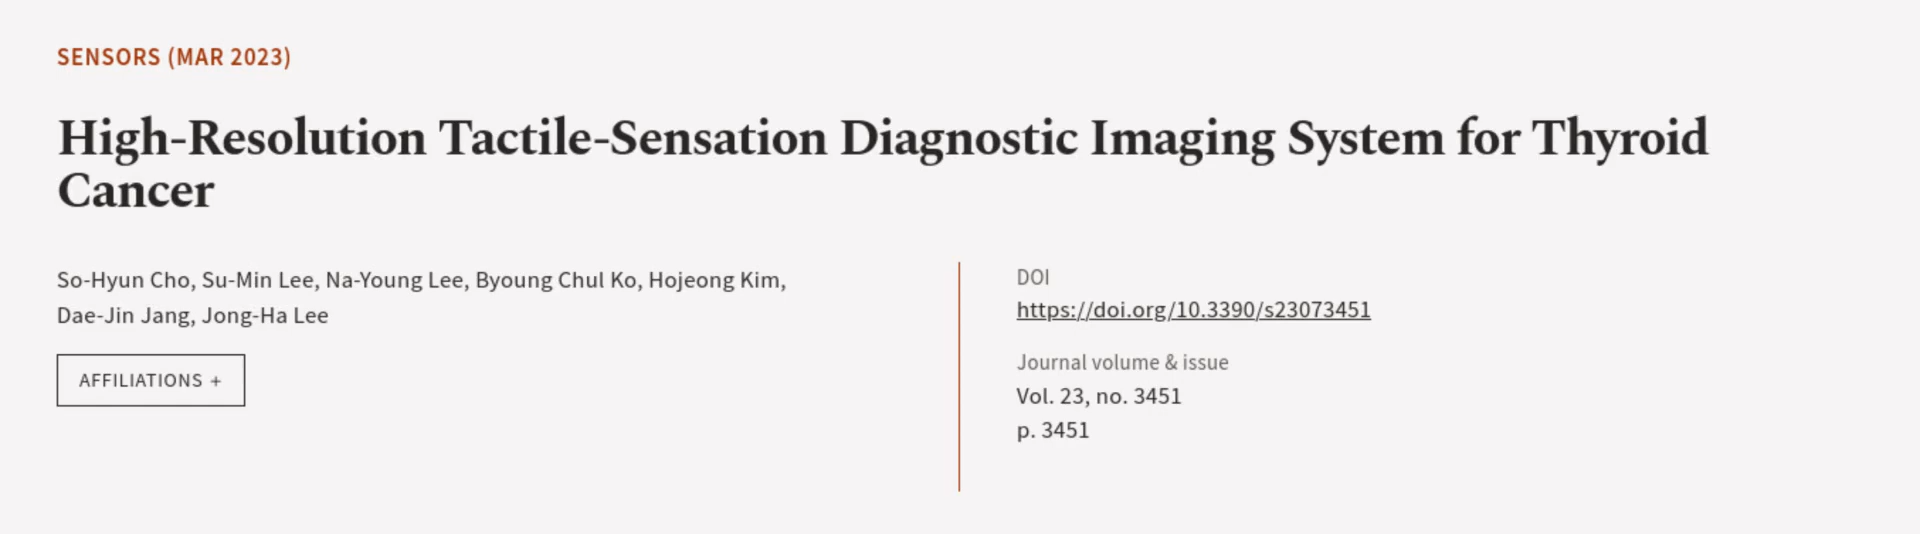 SENSORS (MAR 2023)
High-Resolution Tactile-Sensation Diagnostic Imaging System for Thyroid
Cancer
So-Hyun Cho, Su-Min Lee, Na-Young Lee, Byoung Chul Ko, Hojeong Kim,
Dae-Jin Jang, Jong-Ha Lee
AFFILIATIONS +
DOI
https://doi.org/10.3390/s23073451
Journal volume & issue
Vol. 23, no. 3451
p. 3451